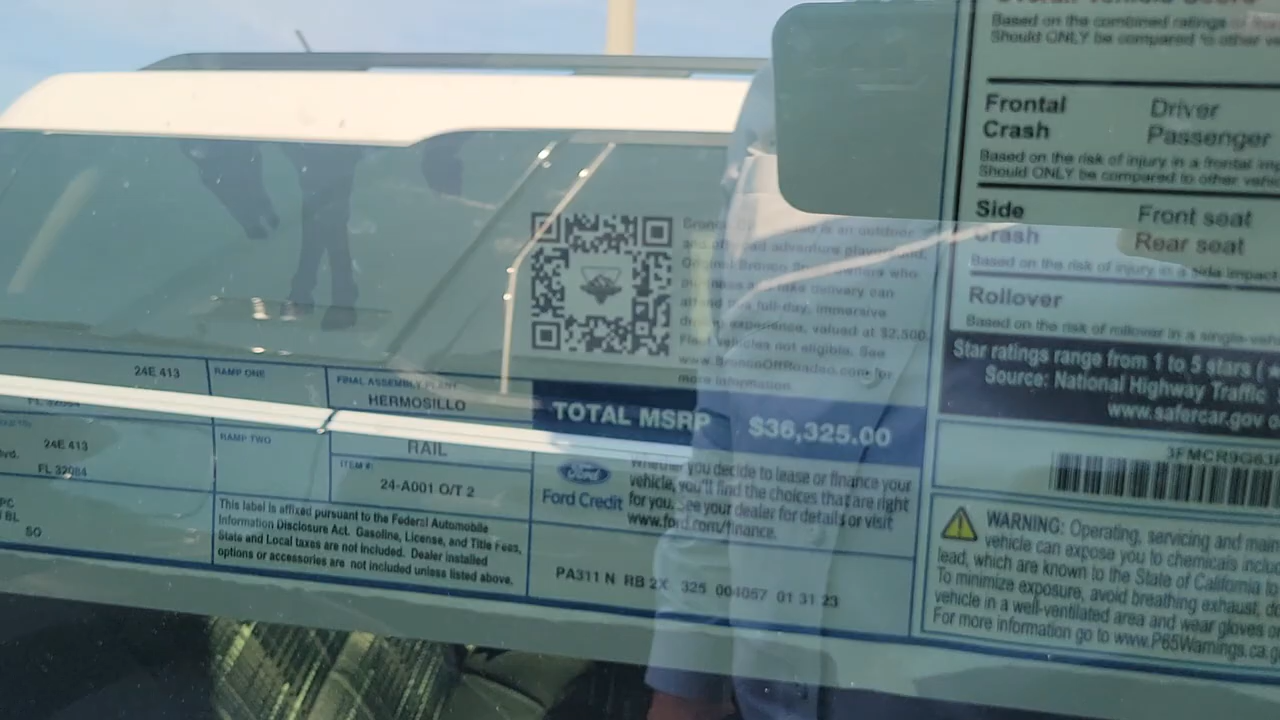 Based on the combined ratings
Should ONLY be compared to other
Frontal Driver
Crash Passenger
Based on the risk of injury in a frontal
Should ONLY be compared to other
Side Front seat
Crash Rear seat
Based on the risk of injury in a side impact
Rollover
Based on the risk of rollover in a
Star ratings range from 1 to 5 stars (
Source: National Highway Traffic
www.safercar.gov
3FMCR9G63
is an outdoor
adventure playground.
who
delivery can
full-day, immersive
experience, valued at $2,500.
vehicles not eligible. See
for
more information.
24E 413
RAMP ONE
FINAL ASSEMBLY PLANT
HERMOSILLO
TOTAL MSRP $36,325.00
24E 413
FL 32084
RAMP TWO
RAIL
ITEM #:
24-A001 O/T 2
PC
BL
50
This label is affixed pursuant to the Federal Automobile
Information Disclosure Act. Gasoline, License, and Title Fees,
State and Local taxes are not included. Dealer installed
options or accessories are not included unless listed above.
Ford
Ford Credit
Whether you decide to lease or finance your
vehicle, you'll find the choices that are right
for you. See your dealer for details or visit
www.ford.com/finance.
PA311 N RB 2X 325 004057 01 31 23
WARNING: Operating, servicing and
vehicle can expose you to chemicals
lead, which are known to the State of California to
To minimize exposure, avoid breathing exhaust,
vehicle in a well-ventilated area and wear gloves
For more information go to www.P65Warnings.ca.